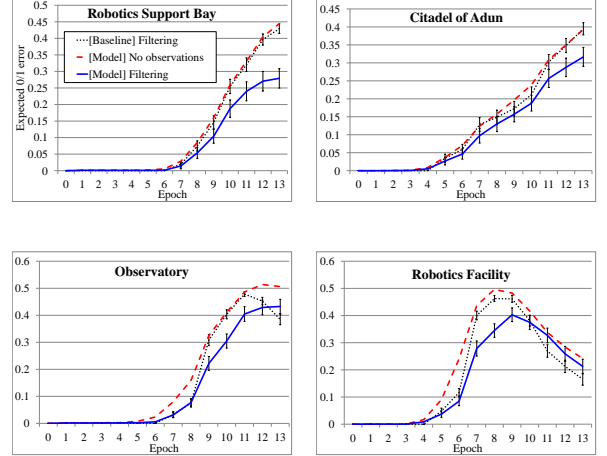 Robotics Support Bay
0.5
0.45
0.4
0.35
0.3
0.25
0.2
0.15
0.1
0.05
0
Expected 0/1 error
[Baseline] Filtering
[Model] No observations
[Model] Filtering
0 1 2 3 4 5 6 7 8 9 10 11 12 13
Epoch
Citadel of Adun
0.45
0.4
0.35
0.3
0.25
0.2
0.15
0.1
0.05
0
0 1 2 3 4 5 6 7 8 9 10 11 12 13
Epoch
Observatory
0.6
0.5
0.4
0.3
0.2
0.1
0
0 1 2 3 4 5 6 7 8 9 10 11 12 13
Epoch
Robotics Facility
0.6
0.5
0.4
0.3
0.2
0.1
0
0 1 2 3 4 5 6 7 8 9 10 11 12 13
Epoch